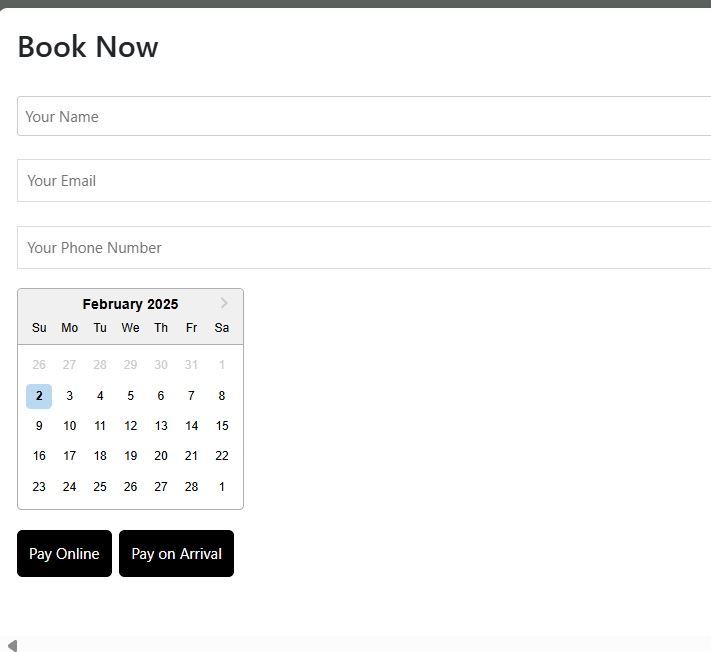 Book Now
Your Name
Your Email
Your Phone Number
February 2025
Su Mo Tu We Th Fr Sa
26 27 28 29 30 31 1
2 3 4 5 6 7 8
9 10 11 12 13 14 15
16 17 18 19 20 21 22
23 24 25 26 27 28 1
Pay Online Pay on Arrival